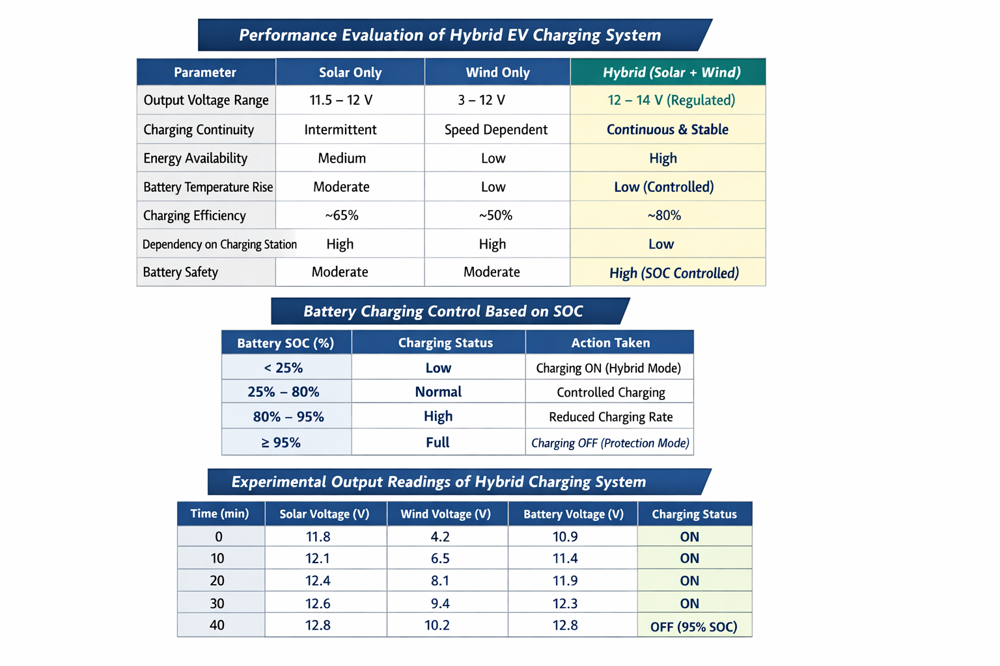 Performance Evaluation of Hybrid EV Charging System
Parameter Solar Only Wind Only Hybrid (Solar + Wind)
Output Voltage Range 11.5 – 12 V 3 – 12 V 12 – 14 V (Regulated)
Charging Continuity Intermittent Speed Dependent Continuous & Stable
Energy Availability Medium Low High
Battery Temperature Rise Moderate Low Low (Controlled)
Charging Efficiency ~65% ~50% ~80%
Dependency on Charging Station High High Low
Battery Safety Moderate Moderate High (SOC Controlled)
Battery Charging Control Based on SOC
Battery SOC (%) Charging Status Action Taken
< 25% Low Charging ON (Hybrid Mode)
25% – 80% Normal Controlled Charging
80% – 95% High Reduced Charging Rate
≥ 95% Full Charging OFF (Protection Mode)
Experimental Output Readings of Hybrid Charging System
Time (min) Solar Voltage (V) Wind Voltage (V) Battery Voltage (V) Charging Status
0 11.8 4.2 10.9 ON
10 12.1 6.5 11.4 ON
20 12.4 8.1 11.9 ON
30 12.6 9.4 12.3 ON
40 12.8 10.2 12.8 OFF (95% SOC)